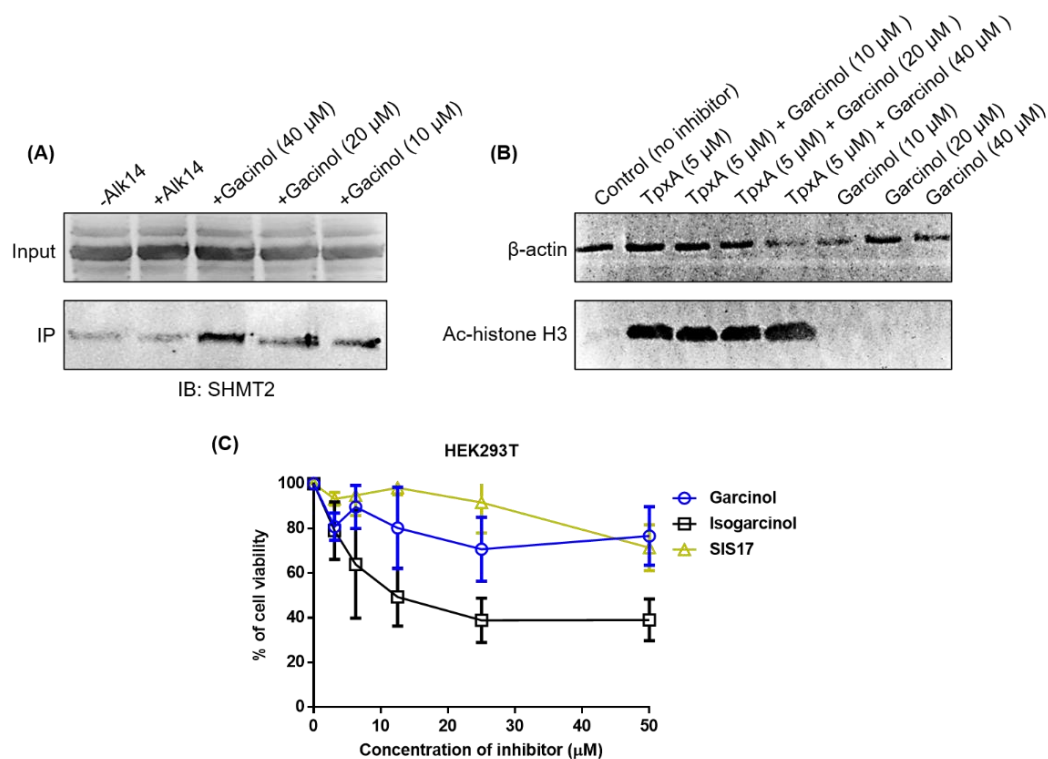 (A)
-Alk14
+Alk14
+Gacinol (40 μM)
+Gacinol (20 μM)
+Gacinol (10 μM)
Input
IP
IB: SHMT2
(B)
Control (no inhibitor)
TpxA (5 μM)
TpxA (5 μM) + Garcinol (10 μM )
TpxA (5 μM) + Garcinol (20 μM )
TpxA (5 μM) + Garcinol (40 μM )
Garcinol (10 μM)
Garcinol (20 μM)
Garcinol (40 μM)
β-actin
Ac-histone H3
(C)
HEK293T
% of cell viability
100
80
60
40
20
0
0
10
20
30
40
50
Concentration of inhibitor (μM)
Garcinol
Isogarcinol
SIS17